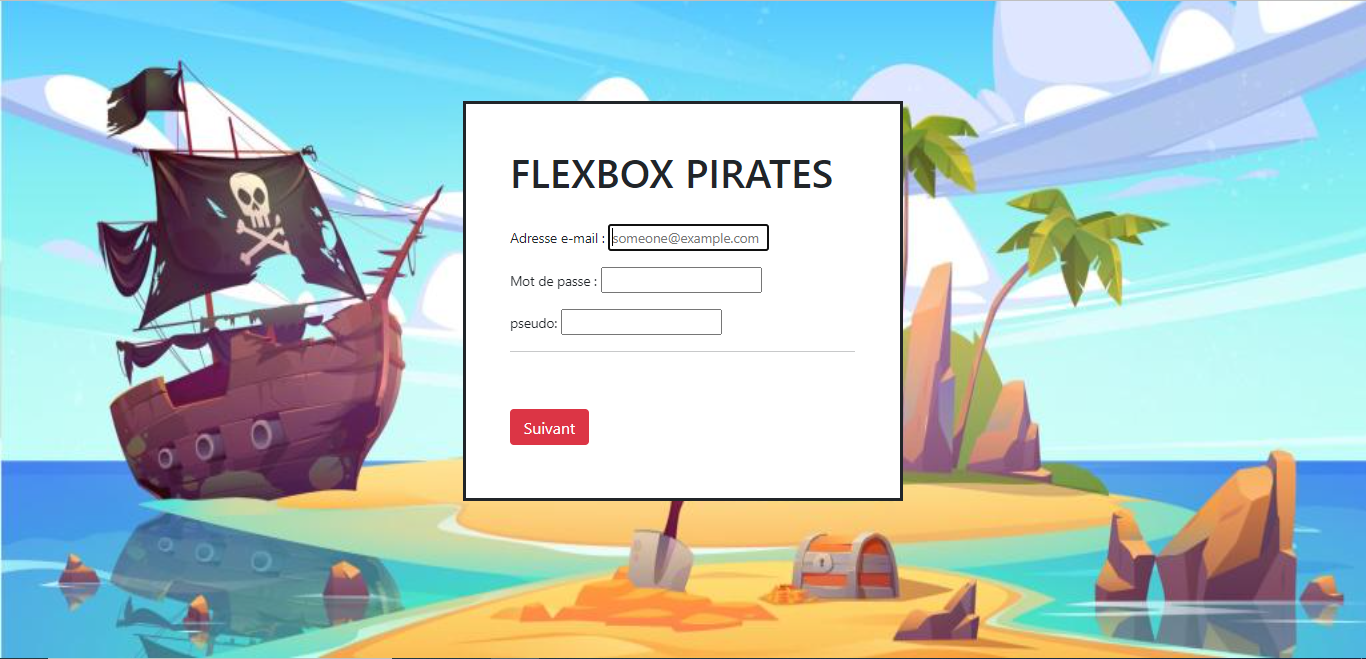 FLEXBOX PIRATES
Adresse e-mail : someone@example.com
Mot de passe :
pseudo:
Suivant